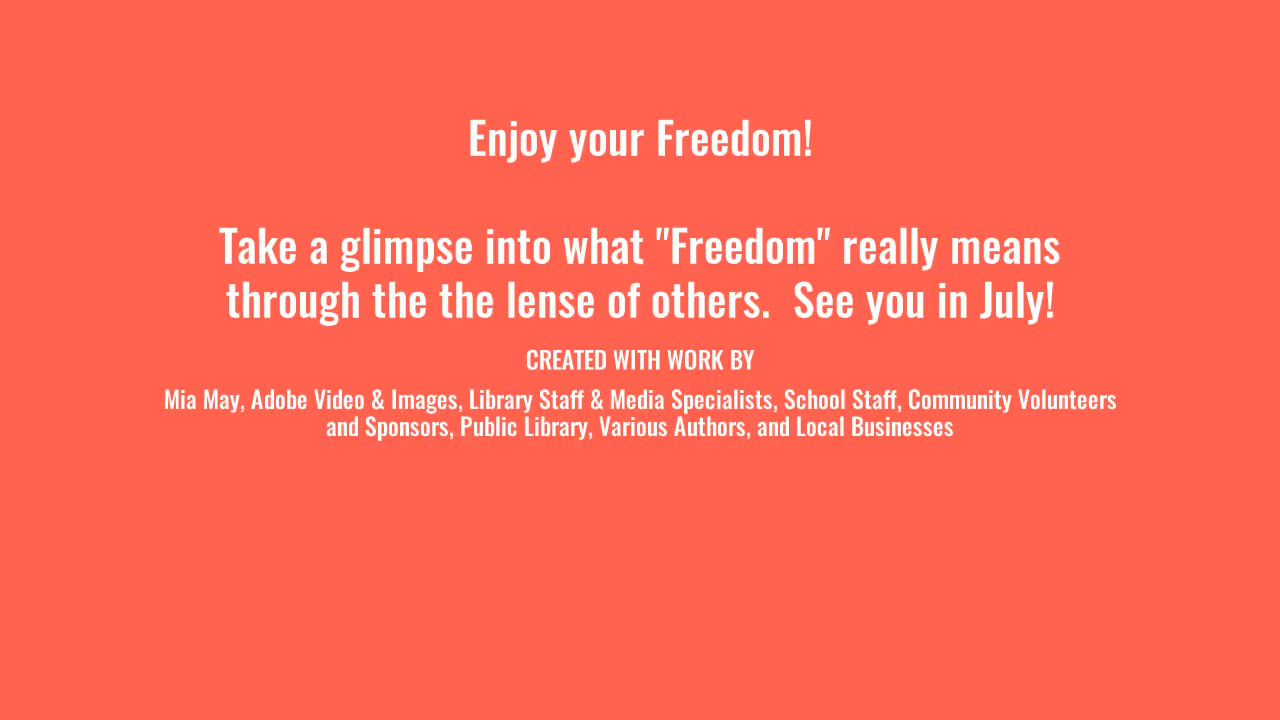 Enjoy your Freedom!
Take a glimpse into what "Freedom" really means
through the the lense of others.  See you in July!
CREATED WITH WORK BY
Mia May, Adobe Video & Images, Library Staff & Media Specialists, School Staff, Community Volunteers
and Sponsors, Public Library, Various Authors, and Local Businesses